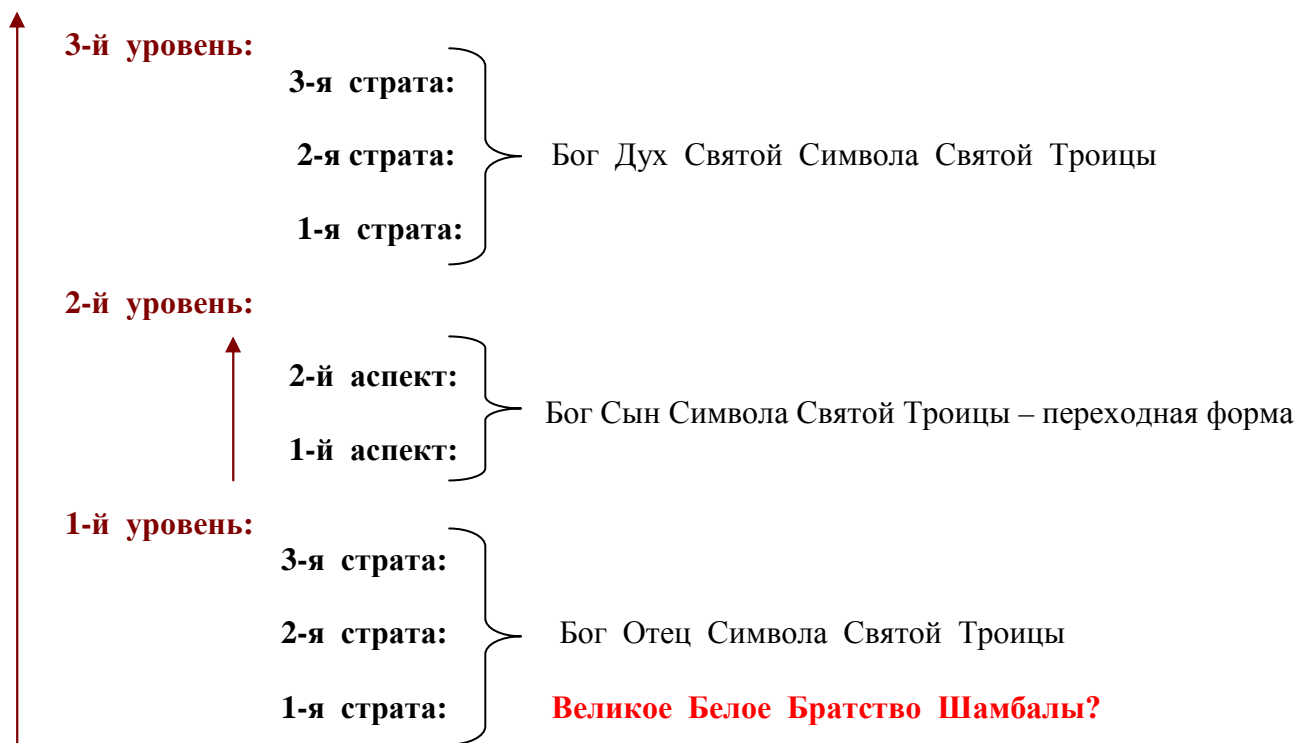 3-й уровень:
3-я страта:
2-я страта: Бог Дух Святой Символа Святой Троицы
1-я страта:
2-й уровень:
2-й аспект:
Бог Сын Символа Святой Троицы – переходная форма
1-й аспект:
1-й уровень:
3-я страта:
2-я страта: Бог Отец Символа Святой Троицы
1-я страта: Великое Белое Братство Шамбалы?